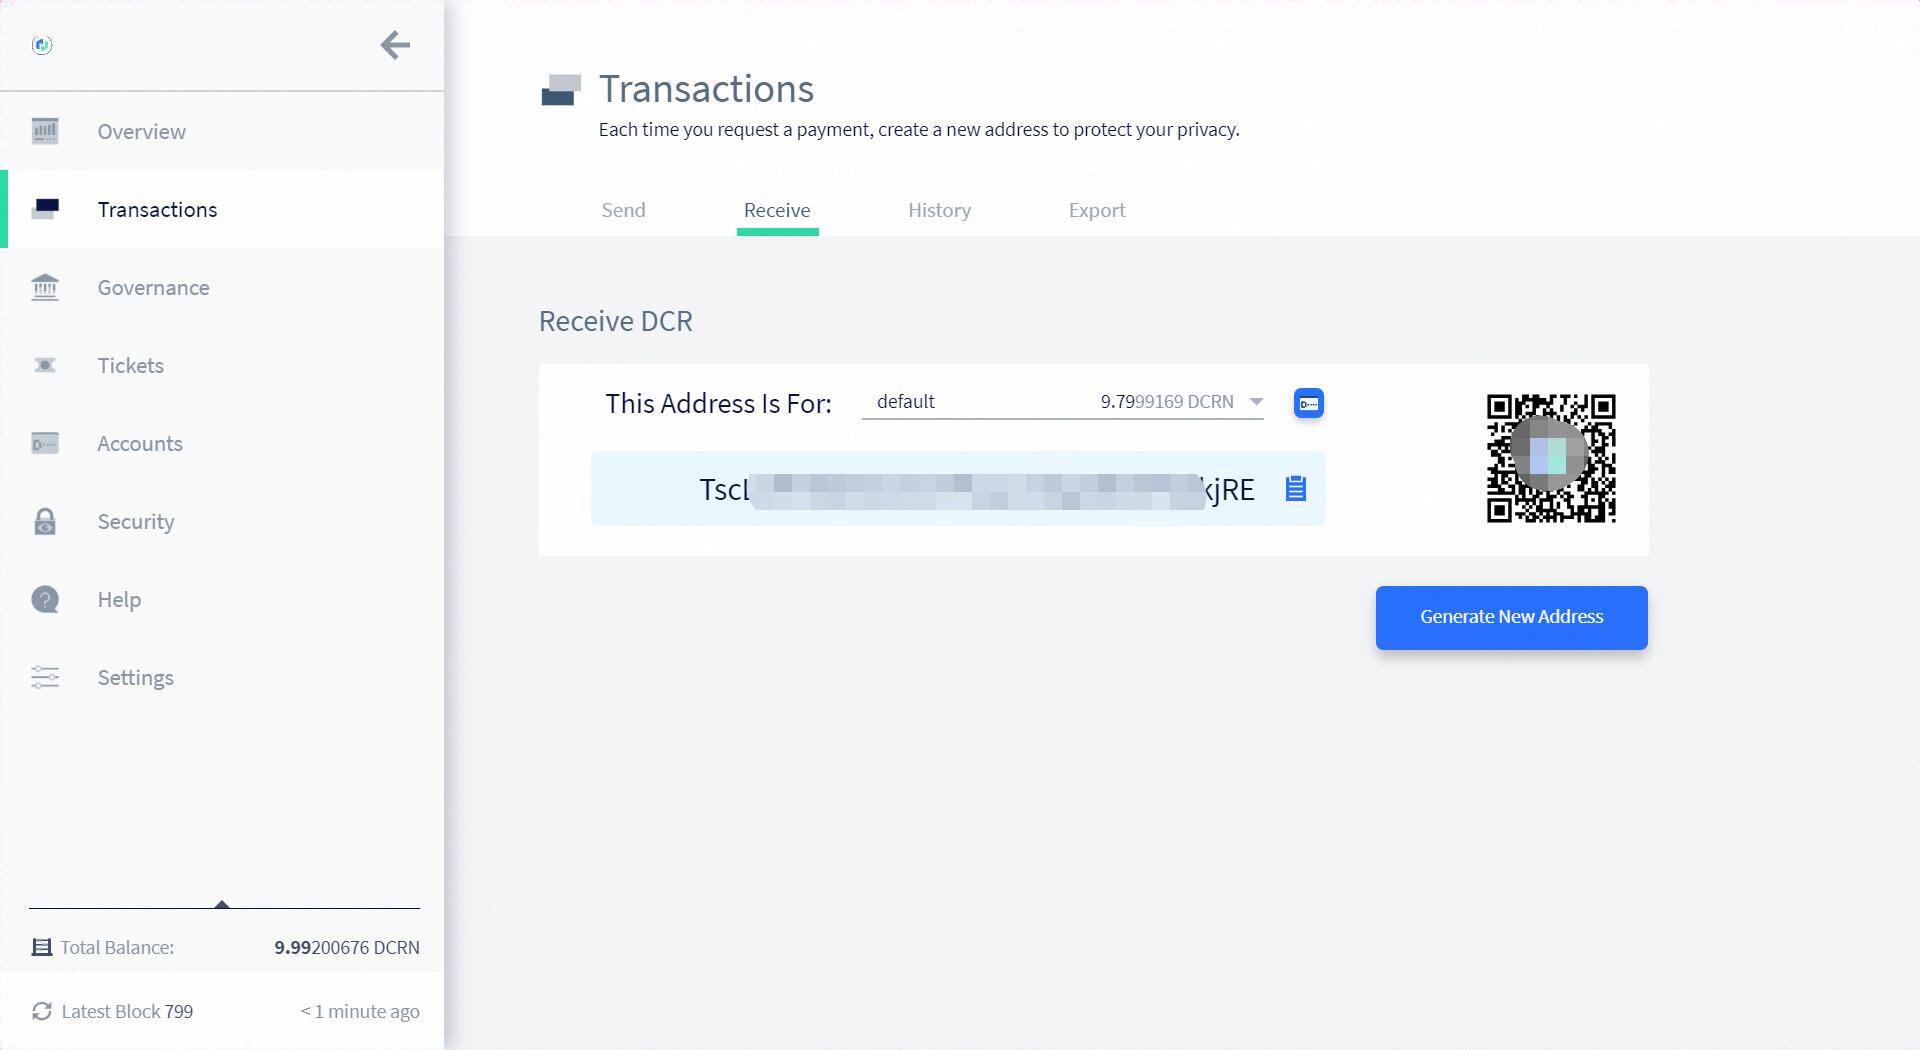 Overview
Transactions
Governance
Tickets
Accounts
Security
Help
Settings
Total Balance: 9.99200676 DCRN
Latest Block 799 < 1 minute ago
Transactions
Each time you request a payment, create a new address to protect your privacy.
Send Receive History Export
Receive DCR
This Address Is For: default 9.7999169 DCRN
kjRE
Generate New Address